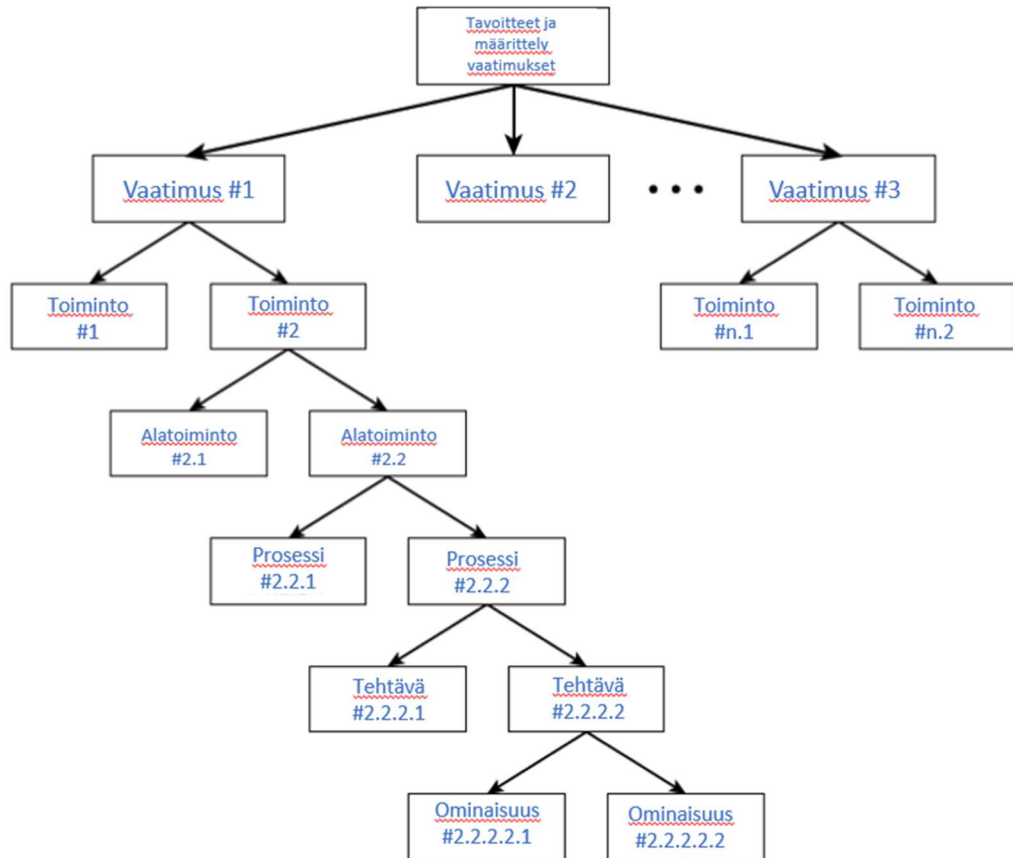 Tavoitteet ja
määrittely
vaatimukset
Vaatimus #1
Vaatimus #2
• • •
Vaatimus #3
Toiminto
#1
Toiminto
#2
Toiminto
#n.1
Toiminto
#n.2
Alatoiminto
#2.1
Alatoiminto
#2.2
Prosessi
#2.2.1
Prosessi
#2.2.2
Tehtävä
#2.2.2.1
Tehtävä
#2.2.2.2
Ominaisuus
#2.2.2.2.1
Ominaisuus
#2.2.2.2.2